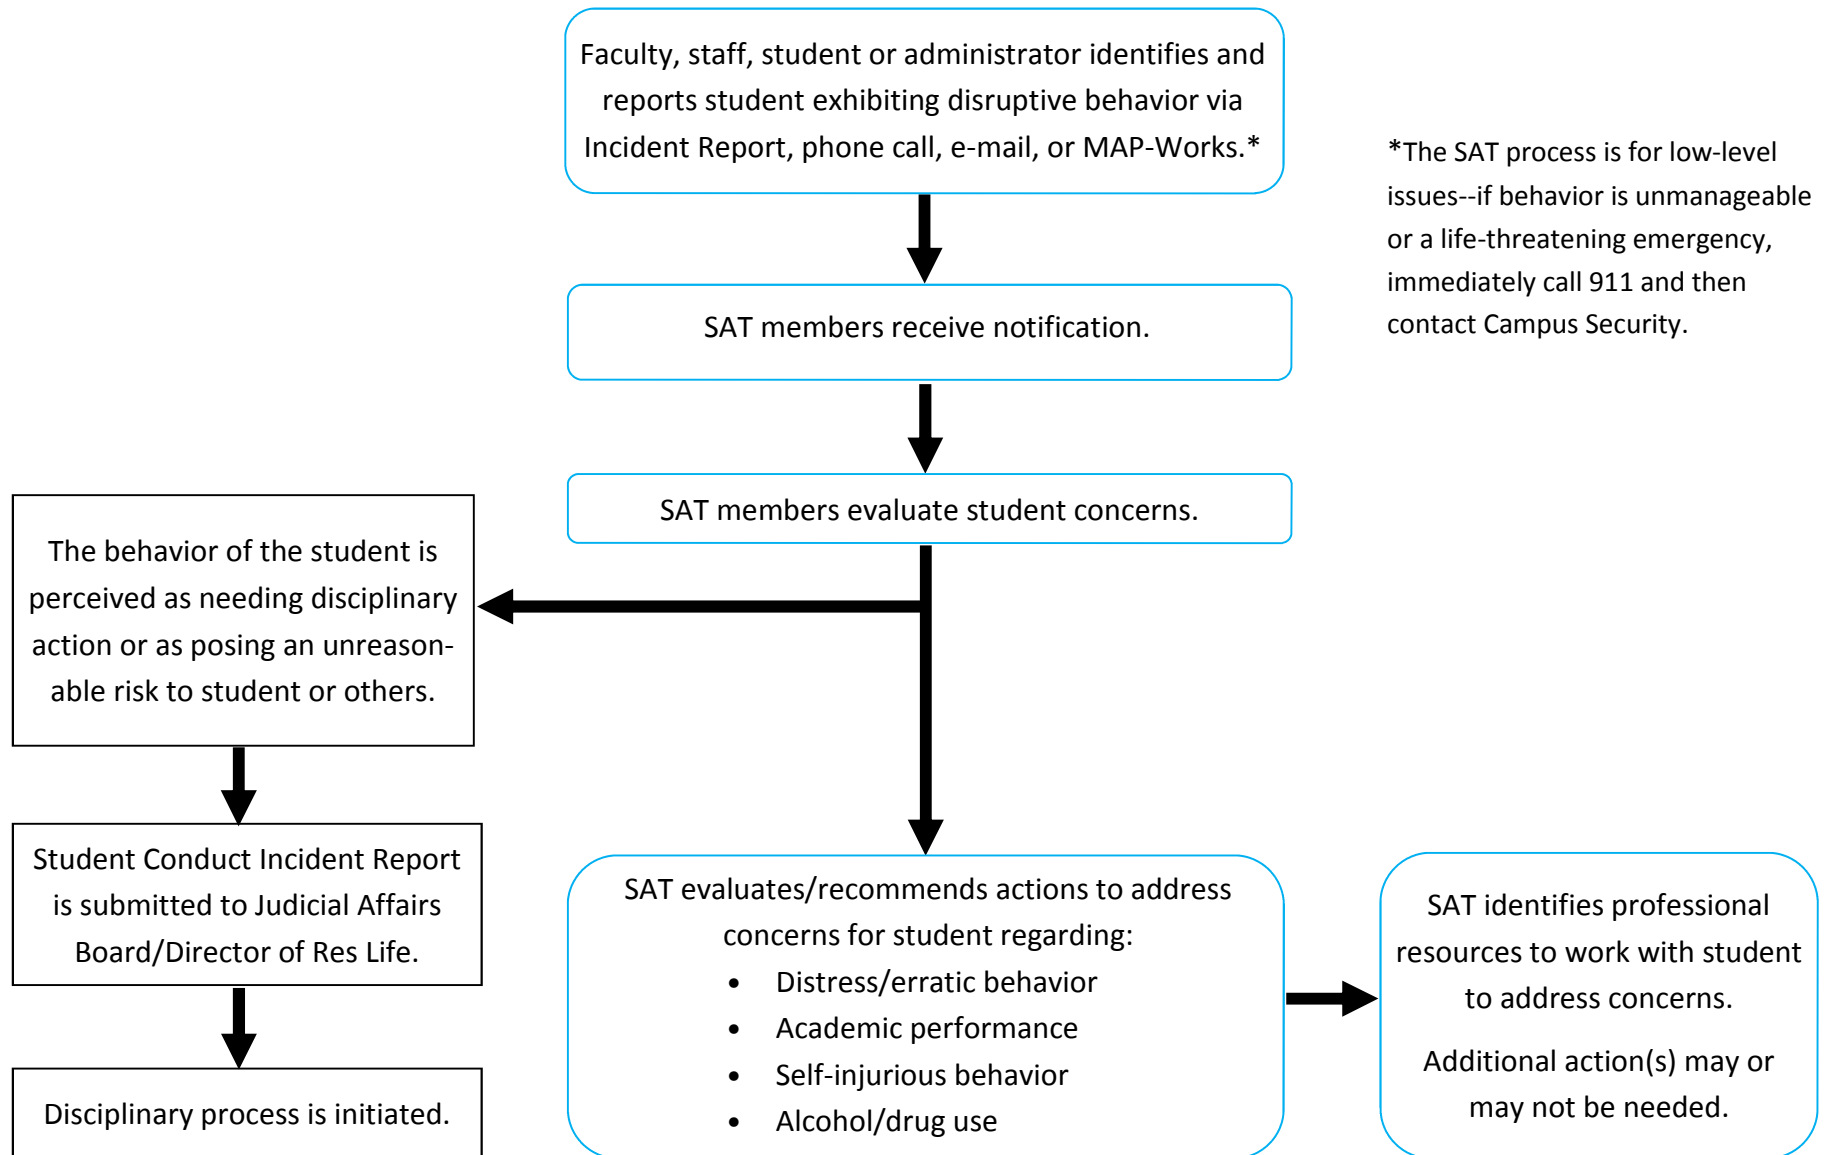 Faculty, staff, student or administrator identifies and
reports student exhibiting disruptive behavior via
Incident Report, phone call, e-mail, or MAP-Works.*
*The SAT process is for low-level
issues--if behavior is unmanageable
or a life-threatening emergency,
immediately call 911 and then
contact Campus Security.
SAT members receive notification.
SAT members evaluate student concerns.
The behavior of the student is
perceived as needing disciplinary
action or as posing an unreason-
able risk to student or others.
Student Conduct Incident Report
is submitted to Judicial Affairs
Board/Director of Res Life.
Disciplinary process is initiated.
SAT evaluates/recommends actions to address
concerns for student regarding:
• Distress/erratic behavior
• Academic performance
• Self-injurious behavior
• Alcohol/drug use
SAT identifies professional
resources to work with student
to address concerns.
Additional action(s) may or
may not be needed.